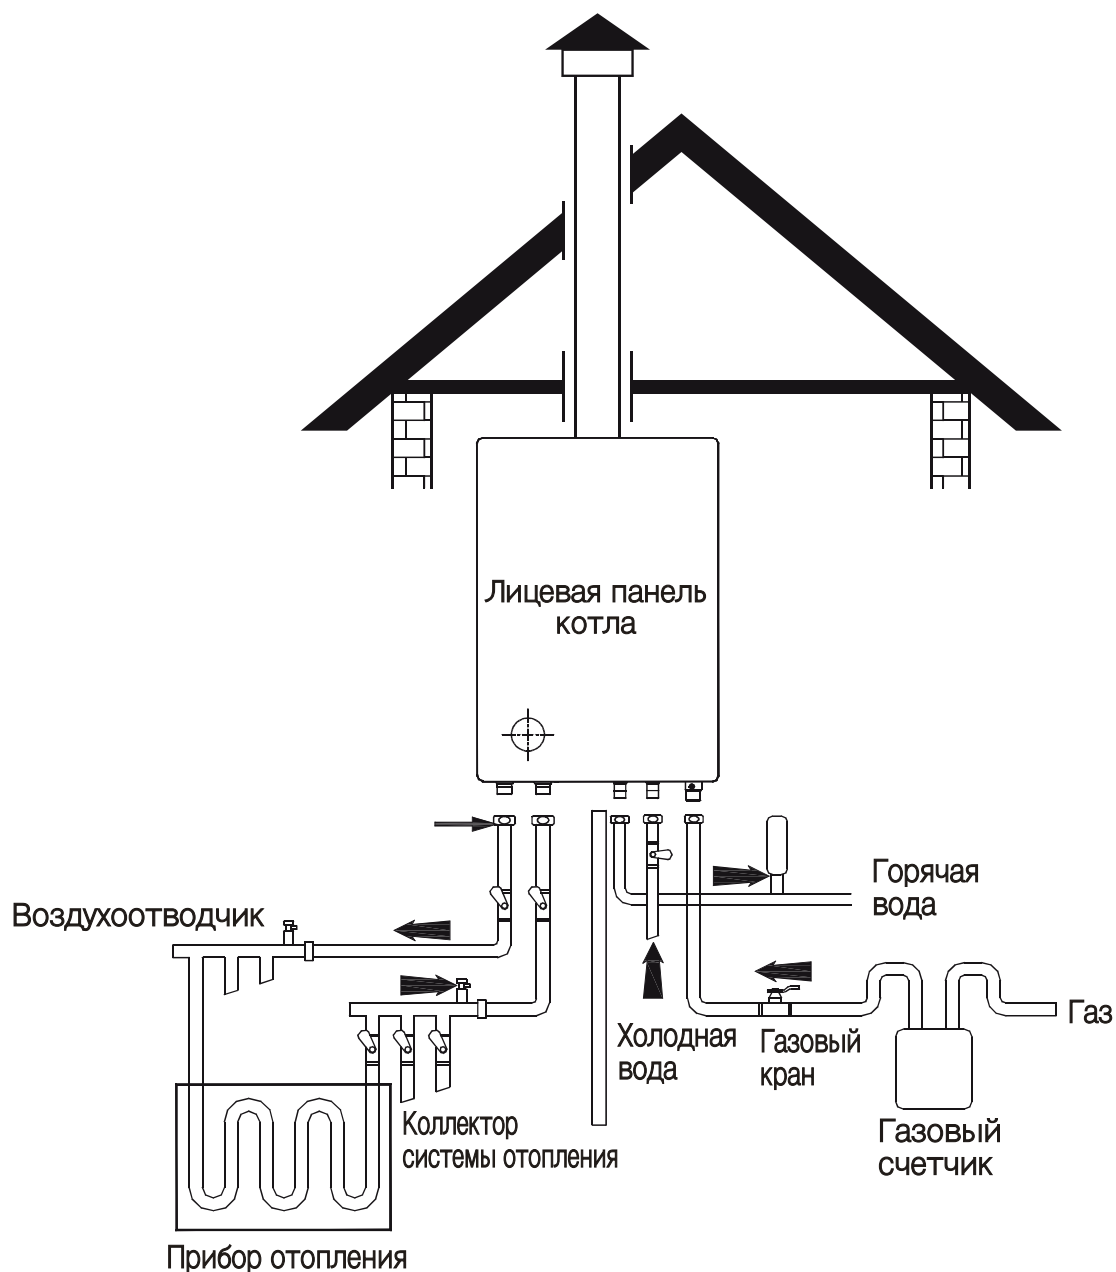 Лицевая панель
котла
Горячая
вода
Воздухоотводчик
Газ
Холодная
вода
Газовый
кран
Коллектор
системы отопления
Газовый
счетчик
Прибор отопления